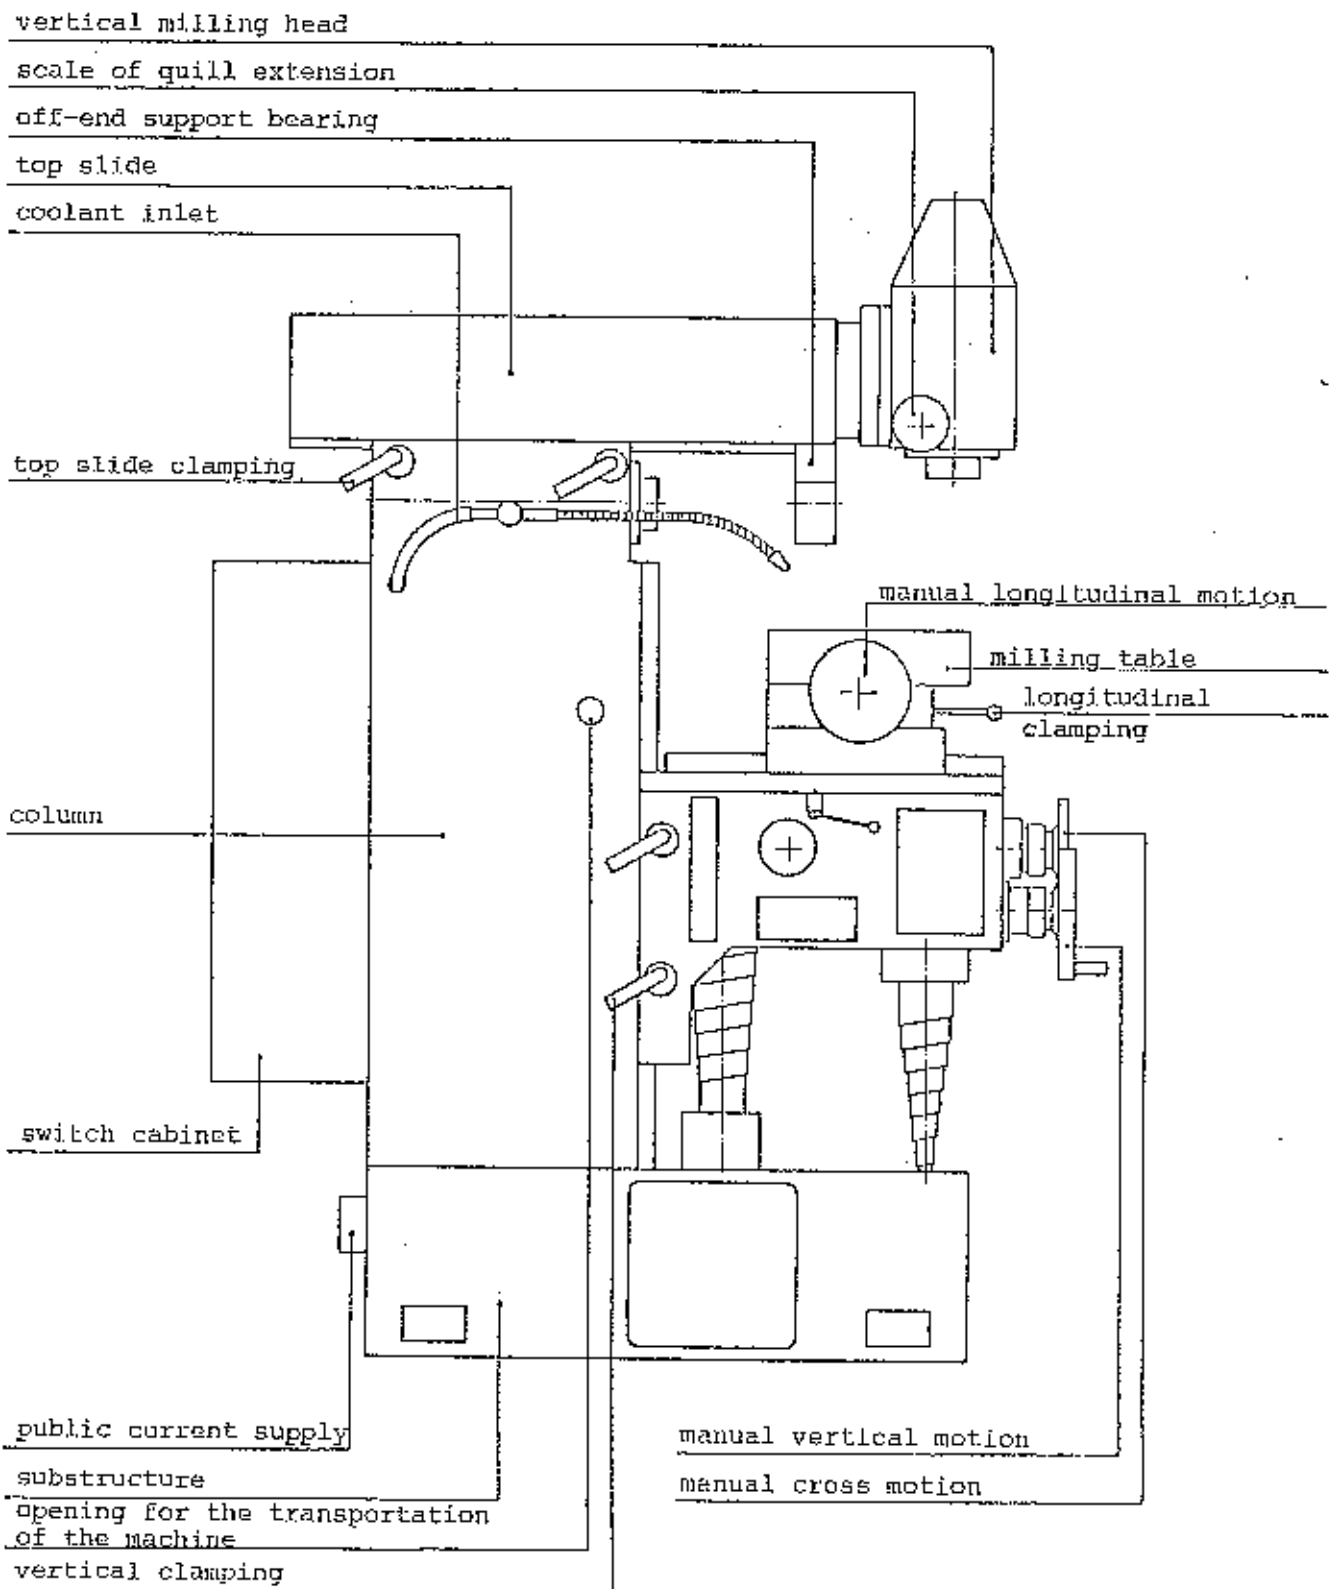 vertical milling head
scale of quill extension
off-end support bearing
top slide
coolant inlet
top slide clamping
manual longitudinal motion
milling table
longitudinal
clamping
column
switch cabinet
public current supply
substructure
opening for the transportation
of the machine
vertical clamping
manual vertical motion
manual cross motion